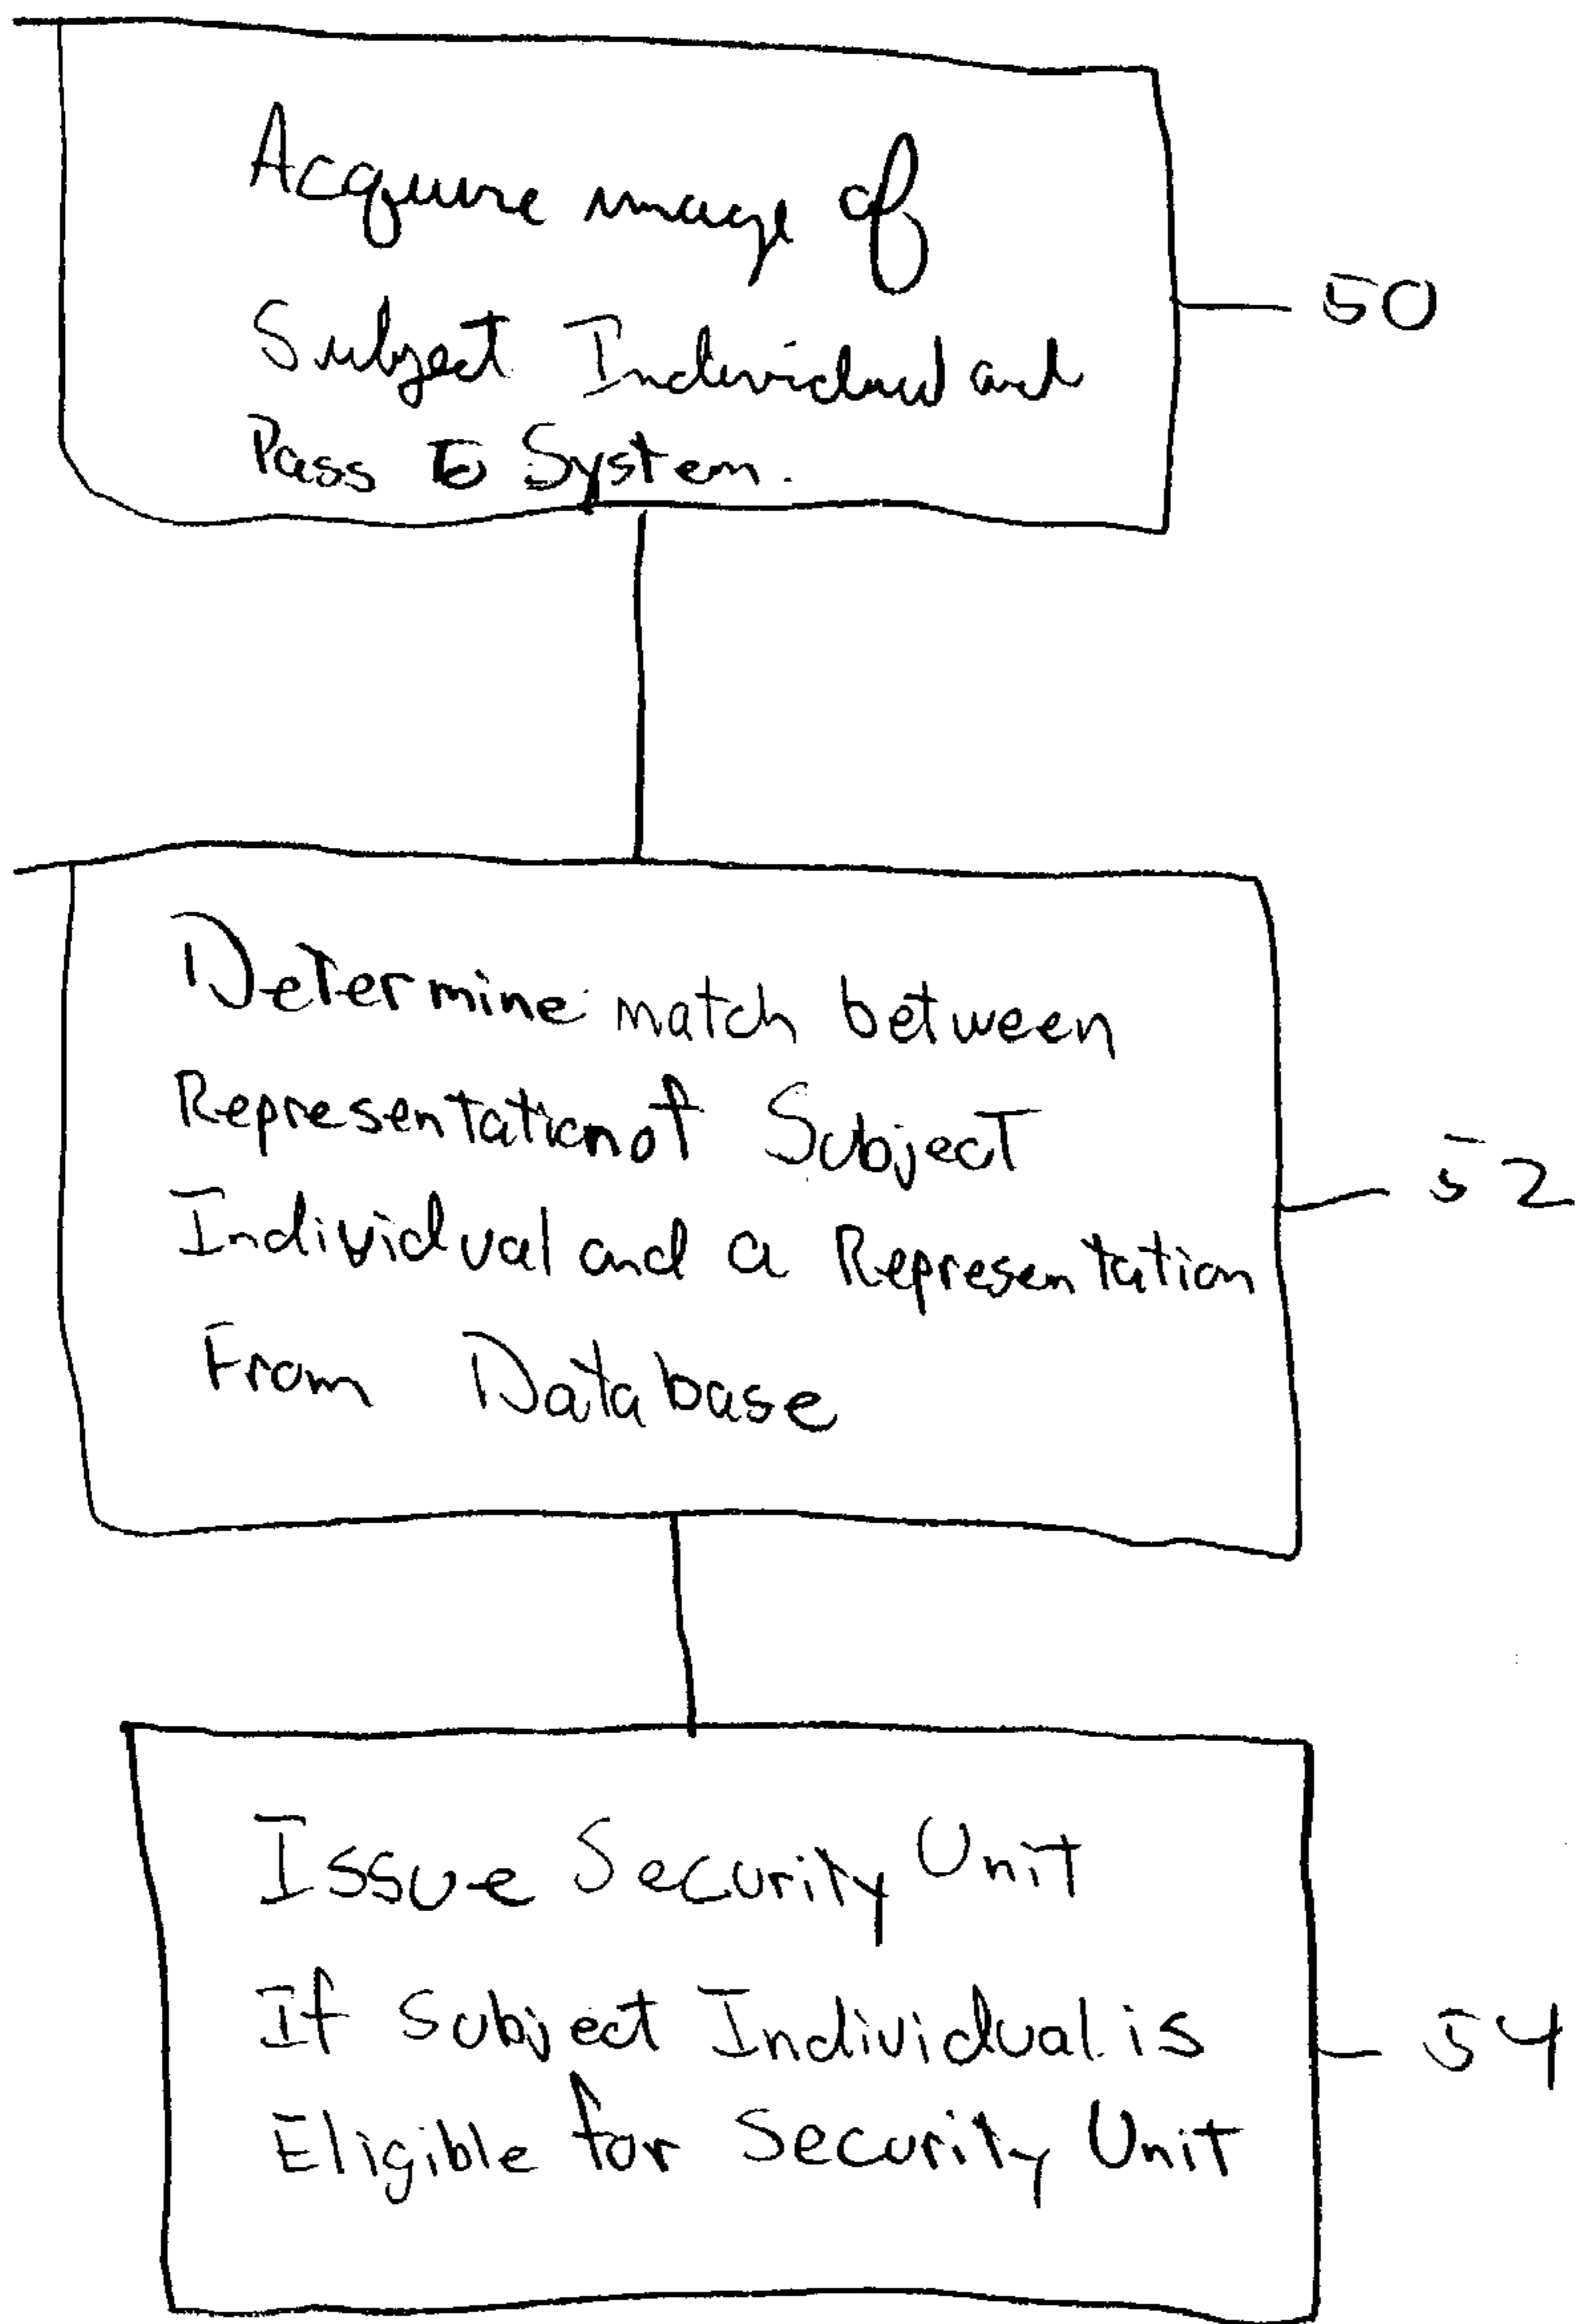 Acquire image of
Subject Individual and
Pass to System.
50
Determine match between
Representation of Subject
Individual and a Representation
From Database
52
Issue Security Unit
If Subject Individual is
Eligible for Security Unit
54